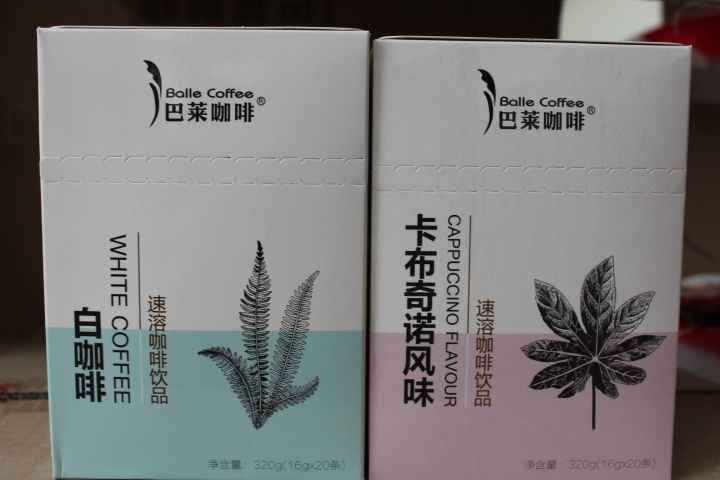 Balle Coffee
巴莱咖啡®
WHITE COFFEE
白咖啡
速溶咖啡饮品
净含量: 320g(16gx20条)
Balle Coffee
巴莱咖啡®
卡布奇诺风味
CAPPUCCINO FLAVOUR
速溶咖啡饮品
净含量: 320g(16gx20条)